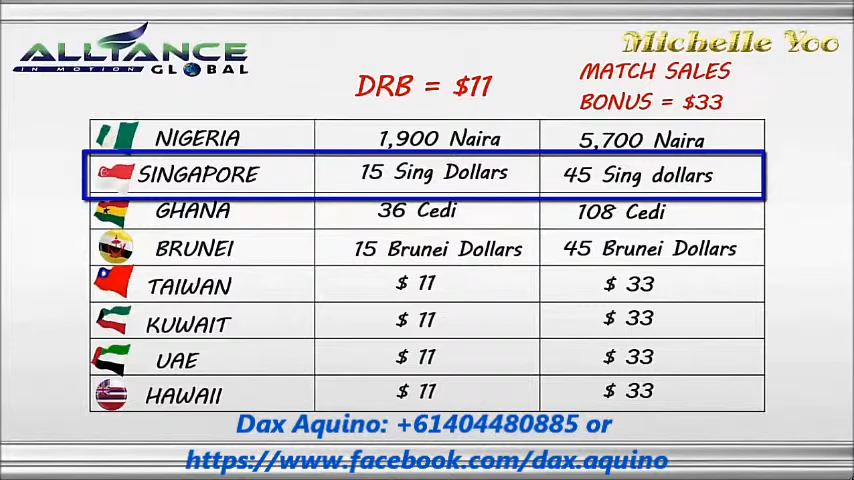 ALLIANCE
IN MOTION GLOBAL
Michelle Yoo
DRB = $11
MATCH SALES
BONUS = $33
NIGERIA 1,900 Naira 5,700 Naira
SINGAPORE 15 Sing Dollars 45 Sing dollars
GHANA 36 Cedi 108 Cedi
BRUNEI 15 Brunei Dollars 45 Brunei Dollars
TAIWAN $ 11 $ 33
KUWAIT $ 11 $ 33
UAE $ 11 $ 33
HAWAII $ 11 $ 33
Dax Aquino: +61404480885 or
https://www.facebook.com/dax.aquino